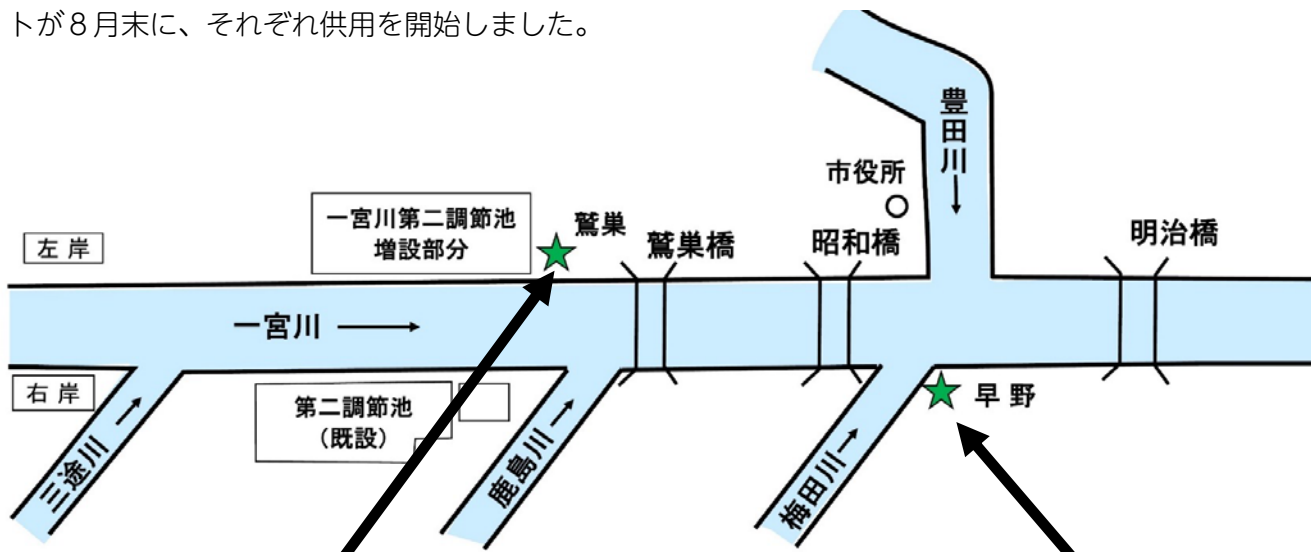 トが８月末に、それぞれ供用を開始しました。
豊田川
市役所
一宮川第二調節池
増設部分
鷲巣
鷲巣橋
昭和橋
明治橋
左 岸
一宮川
右 岸
第二調節池
（既設）
早 野
三途川
鹿島川
梅田川